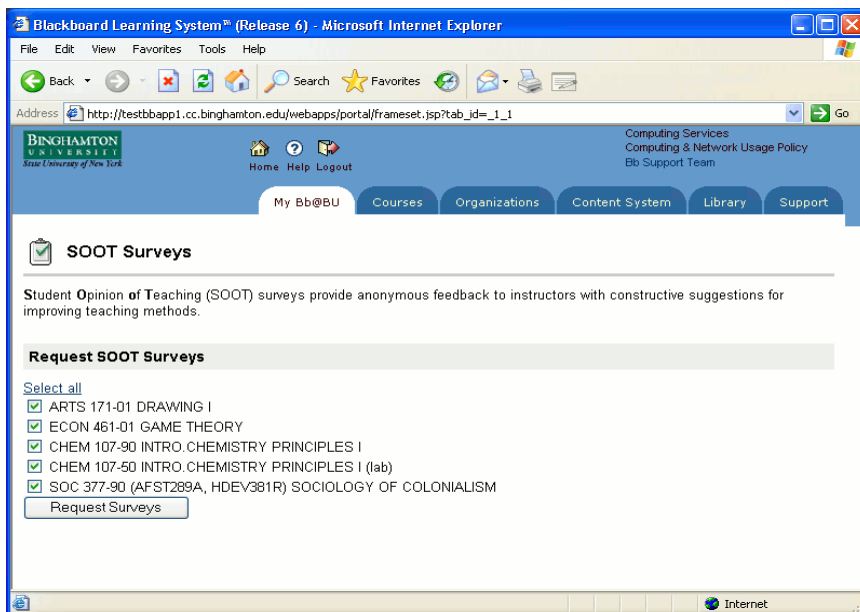 Blackboard Learning System™ (Release 6) - Microsoft Internet Explorer
File Edit View Favorites Tools Help
Back Search Favorites
Address http://testbbapp1.cc.binghamton.edu/webapps/portal/frameset.jsp?tab_id=_1_1 Go
BINGHAMTON
UNIVERSITY
State University of New York
Home Help Logout
Computing Services
Computing & Network Usage Policy
Bb Support Team
My Bb@BU Courses Organizations Content System Library Support
SOOT Surveys
Student Opinion of Teaching (SOOT) surveys provide anonymous feedback to instructors with constructive suggestions for
improving teaching methods.
Request SOOT Surveys
Select all
ARTS 171-01 DRAWING I
ECON 461-01 GAME THEORY
CHEM 107-90 INTRO.CHEMISTRY PRINCIPLES I
CHEM 107-50 INTRO.CHEMISTRY PRINCIPLES I (lab)
SOC 377-90 (AFST289A, HDEV381R) SOCIOLOGY OF COLONIALISM
Request Surveys
Internet